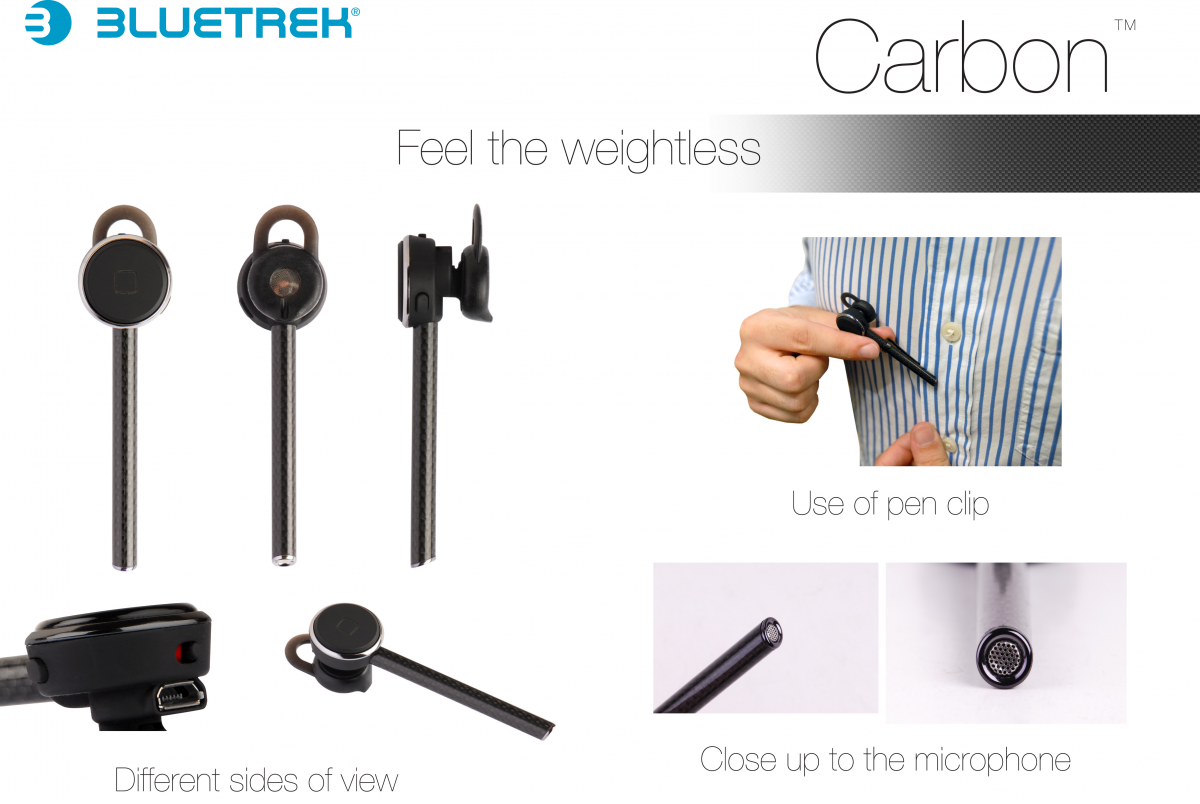 BLUETREK®
Carbon™
Feel the weightless
Use of pen clip
Different sides of view
Close up to the microphone